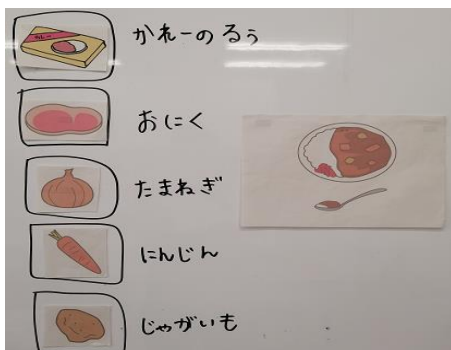 かれーのるぅ
おにく
たまねぎ
にんじん
じゃがいも